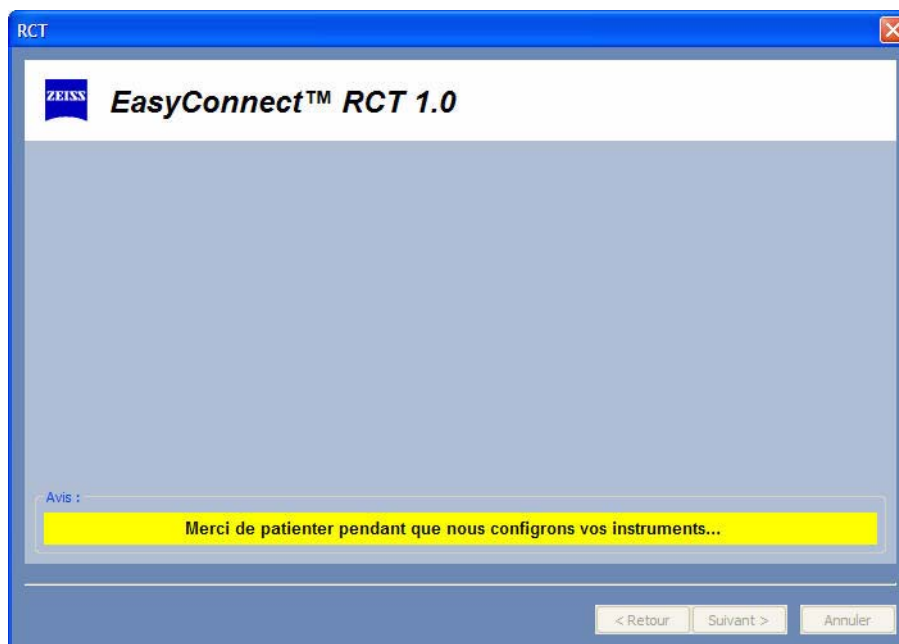 RCT
ZEISS
EasyConnect™ RCT 1.0
Avis :
Merci de patienter pendant que nous configrons vos instruments...
< Retour Suivant > Annuler